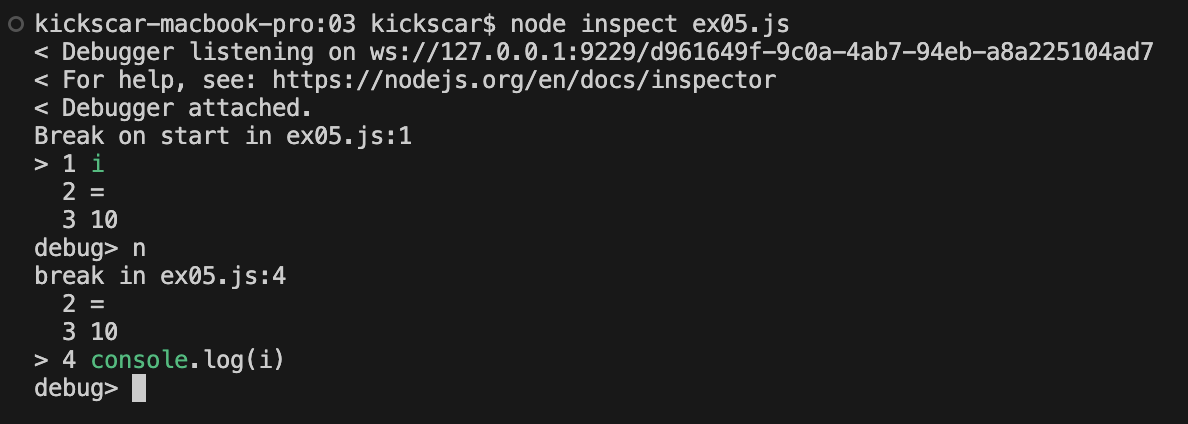 kickscar-macbook-pro:03 kickscar$ node inspect ex05.js
< Debugger listening on ws://127.0.0.1:9229/d961649f-9c0a-4ab7-94eb-a8a225104ad7
< For help, see: https://nodejs.org/en/docs/inspector
< Debugger attached.
Break on start in ex05.js:1
> 1 i
  2 =
  3 10
debug> n
break in ex05.js:4
  2 =
  3 10
> 4 console.log(i)
debug>